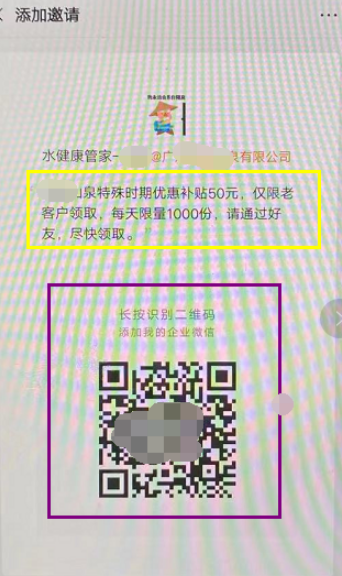 添加邀请
水健康管家-
@广
泉有限公司
泉特殊时期优惠补贴50元，仅限老
客户领取，每天限量1000份，请通过好
友，尽快领取。
长按识别二维码
添加我的企业微信